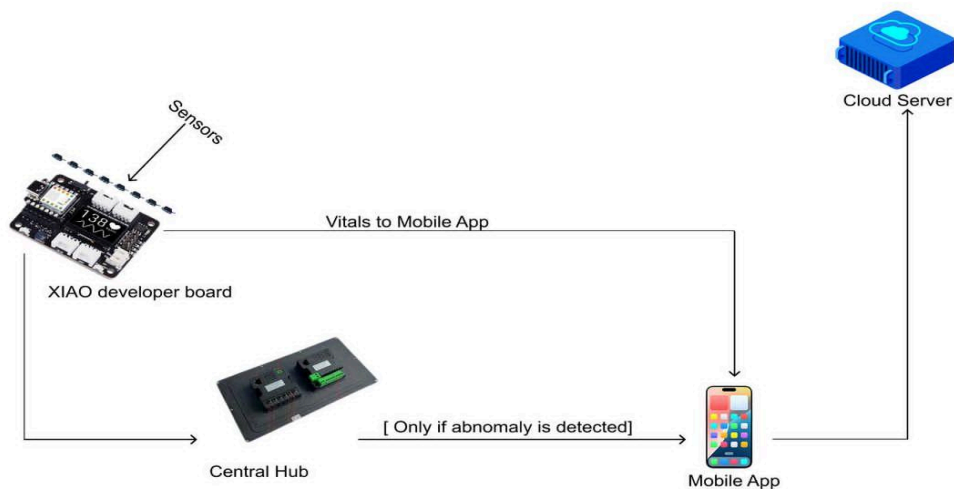 Cloud Server
Sensors
138
Vitals to Mobile App
XIAO developer board
[ Only if abnomaly is detected]
Central Hub
Mobile App